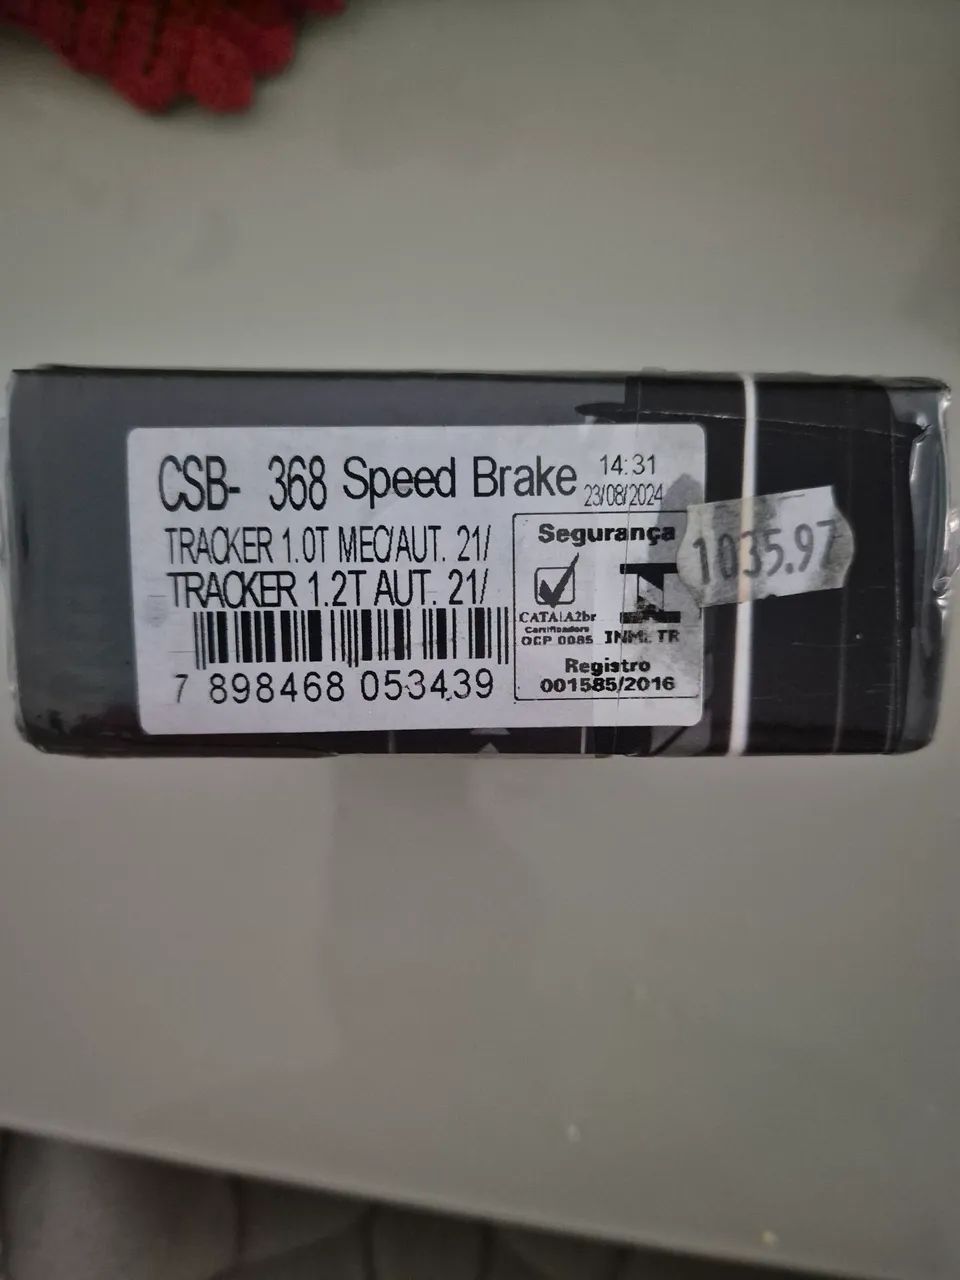 CSB- 368 Speed Brake
14:31
23/08/2024
TRACKER 1.0T MEC/AUT. 21/
TRACKER 1.2T AUT. 21/
7 898468 053439
Segurança
Certificadora
OCP 0085
Registro
001585/2016
1035.97